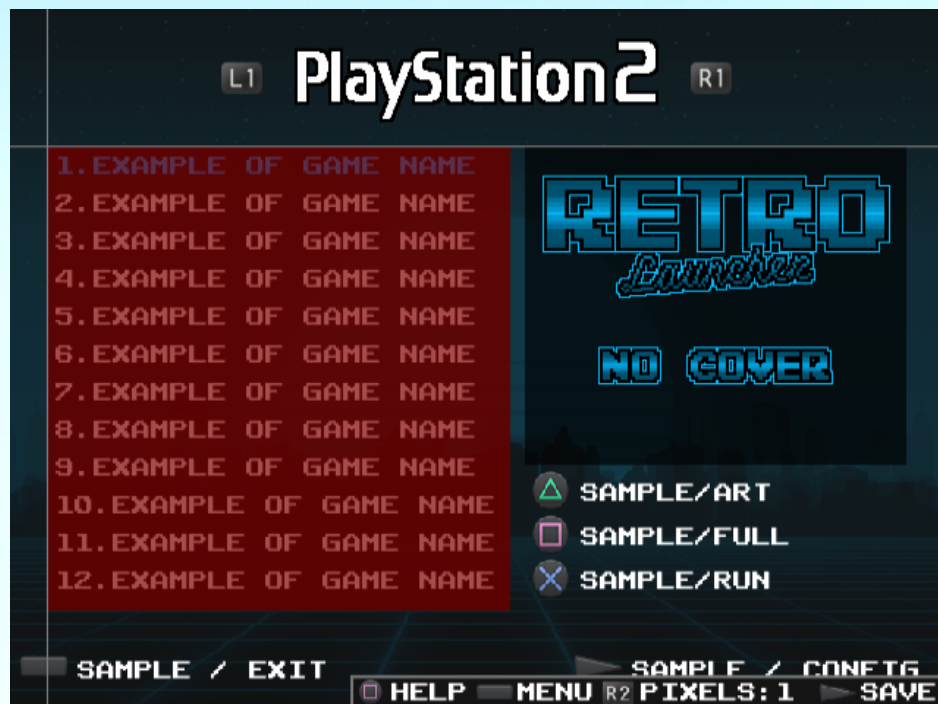 L1 PlayStation 2 R1
1.EXAMPLE OF GAME NAME
2.EXAMPLE OF GAME NAME
3.EXAMPLE OF GAME NAME
4.EXAMPLE OF GAME NAME
5.EXAMPLE OF GAME NAME
6.EXAMPLE OF GAME NAME
7.EXAMPLE OF GAME NAME
8.EXAMPLE OF GAME NAME
9.EXAMPLE OF GAME NAME
10.EXAMPLE OF GAME NAME
11.EXAMPLE OF GAME NAME
12.EXAMPLE OF GAME NAME
RETRO
Launcher
NO COVER
SAMPLE/ART
SAMPLE/FULL
SAMPLE/RUN
SAMPLE / EXIT
SAMPLE / CONFIG
HELP MENU R2 PIXELS:1 SAVE